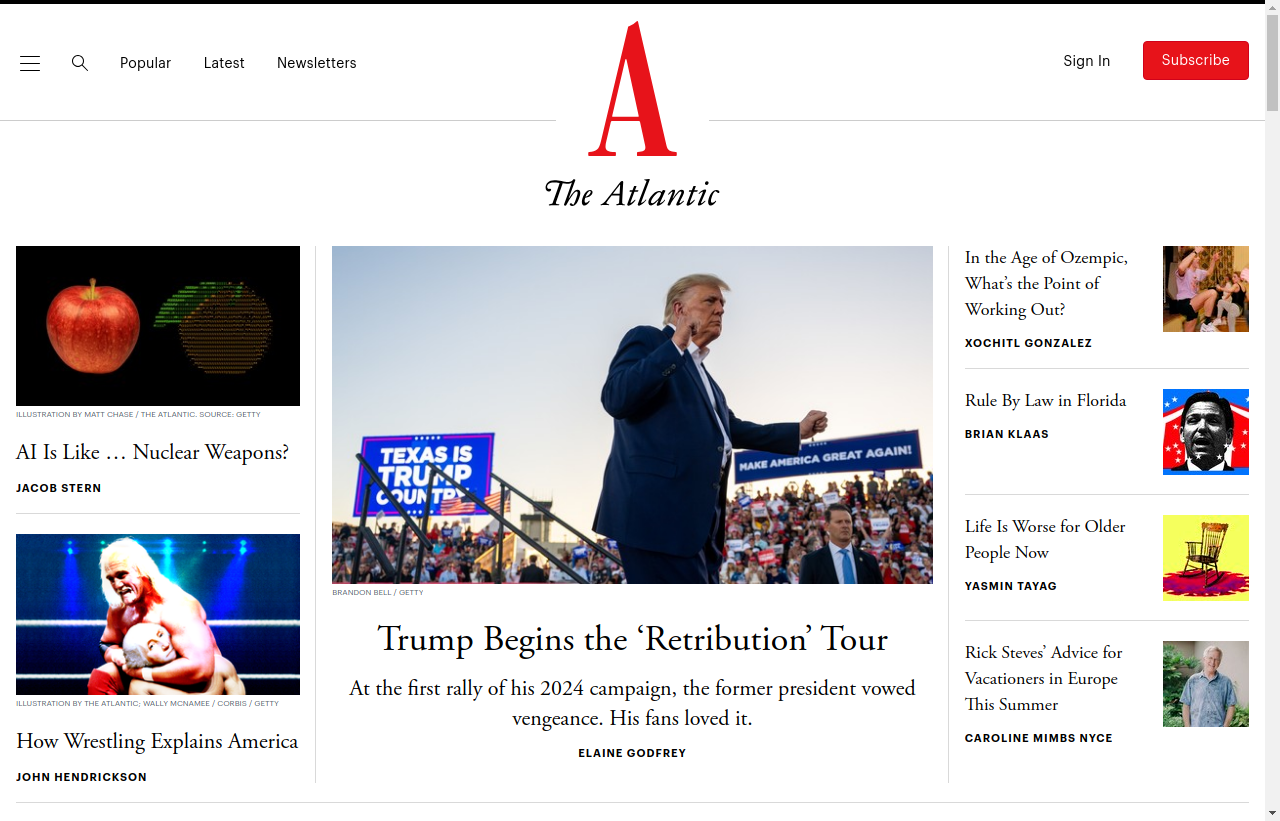 Popular
Latest
Newsletters
A
Sign In
Subscribe
The Atlantic
ILLUSTRATION BY MATT CHASE / THE ATLANTIC. SOURCE: GETTY
AI Is Like … Nuclear Weapons?
JACOB STERN
ILLUSTRATION BY THE ATLANTIC; WALLY MCNAMEE / CORBIS / GETTY
How Wrestling Explains America
JOHN HENDRICKSON
TEXAS IS
TRUMP
COUNTRY
MAKE AMERICA GREAT AGAIN!
BRANDON BELL / GETTY
Trump Begins the ‘Retribution’ Tour
At the first rally of his 2024 campaign, the former president vowed
vengeance. His fans loved it.
ELAINE GODFREY
In the Age of Ozempic,
What’s the Point of
Working Out?
XOCHITL GONZALEZ
Rule By Law in Florida
BRIAN KLAAS
Life Is Worse for Older
People Now
YASMIN TAYAG
Rick Steves’ Advice for
Vacationers in Europe
This Summer
CAROLINE MIMBS NYCE